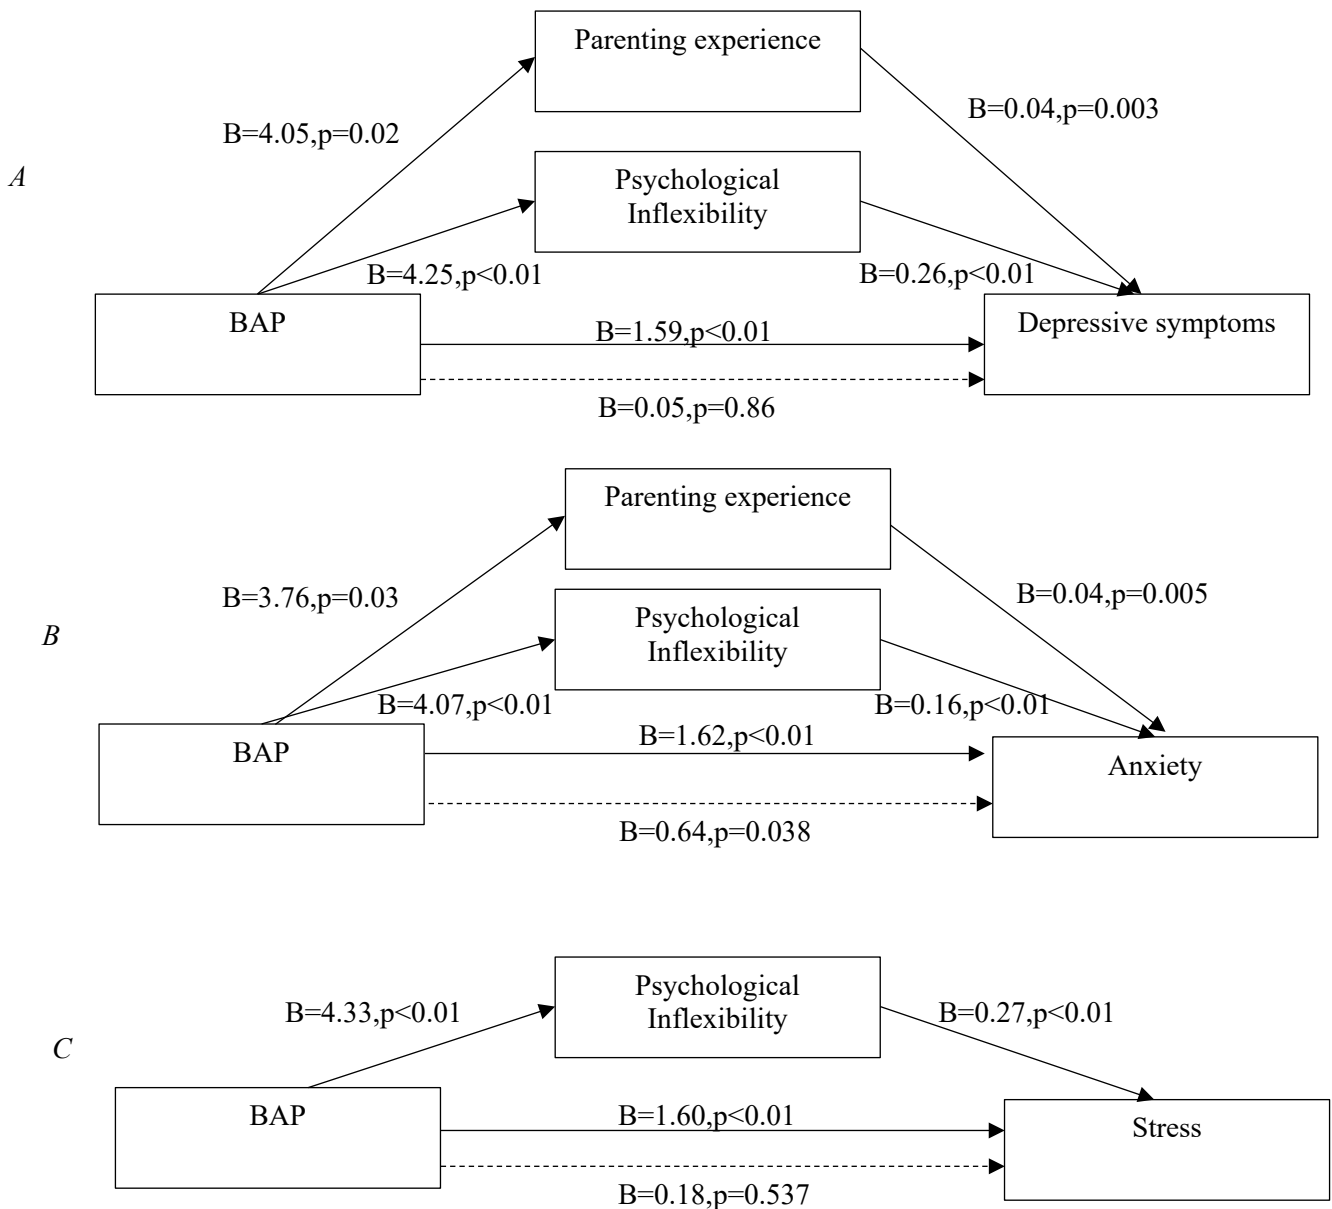 Parenting experience
B=4.05,p=0.02
B=0.04,p=0.003
A
Psychological
Inflexibility
B=4.25,p<0.01
B=0.26,p<0.01
BAP
B=1.59,p<0.01
Depressive symptoms
B=0.05,p=0.86
Parenting experience
B=3.76,p=0.03
B=0.04,p=0.005
B
Psychological
Inflexibility
B=4.07,p<0.01
B=0.16,p<0.01
BAP
B=1.62,p<0.01
Anxiety
B=0.64,p=0.038
Psychological
Inflexibility
B=4.33,p<0.01
B=0.27,p<0.01
C
BAP
B=1.60,p<0.01
Stress
B=0.18,p=0.537